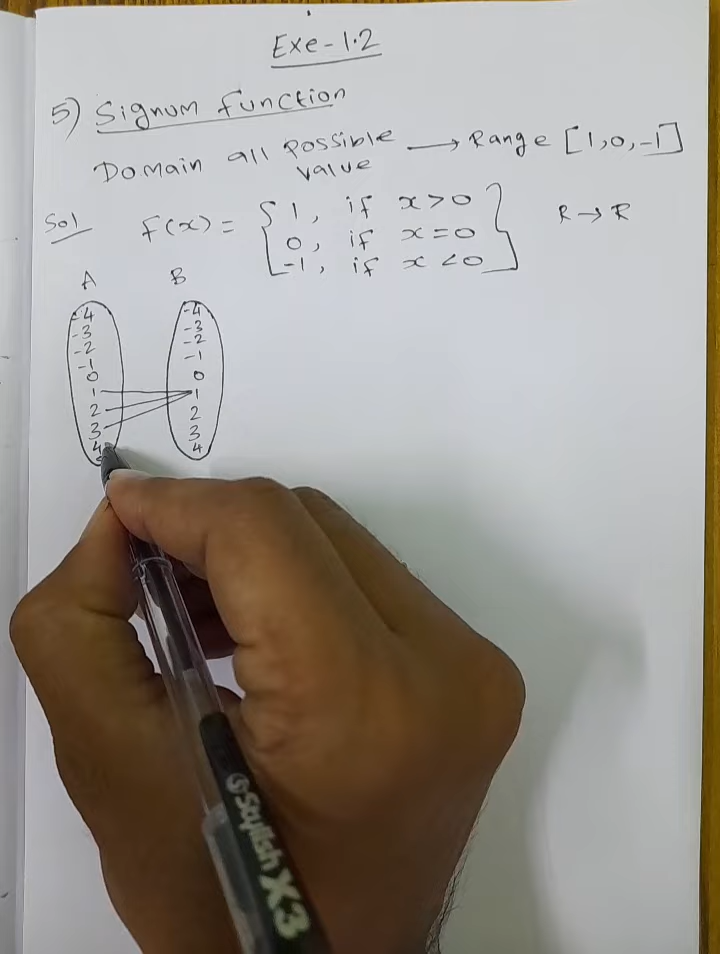 Exe-1.2
5) Signum function
Domain all possible value → Range [1,0,-1]
Sol
F(x) = { 1, if x>0
0, if x=0
-1, if x<0 }
R→R
A
-4
-3
-2
-1
0
1
2
3
4
B
-4
-3
-2
-1
0
1
2
3
4
Stylish X3